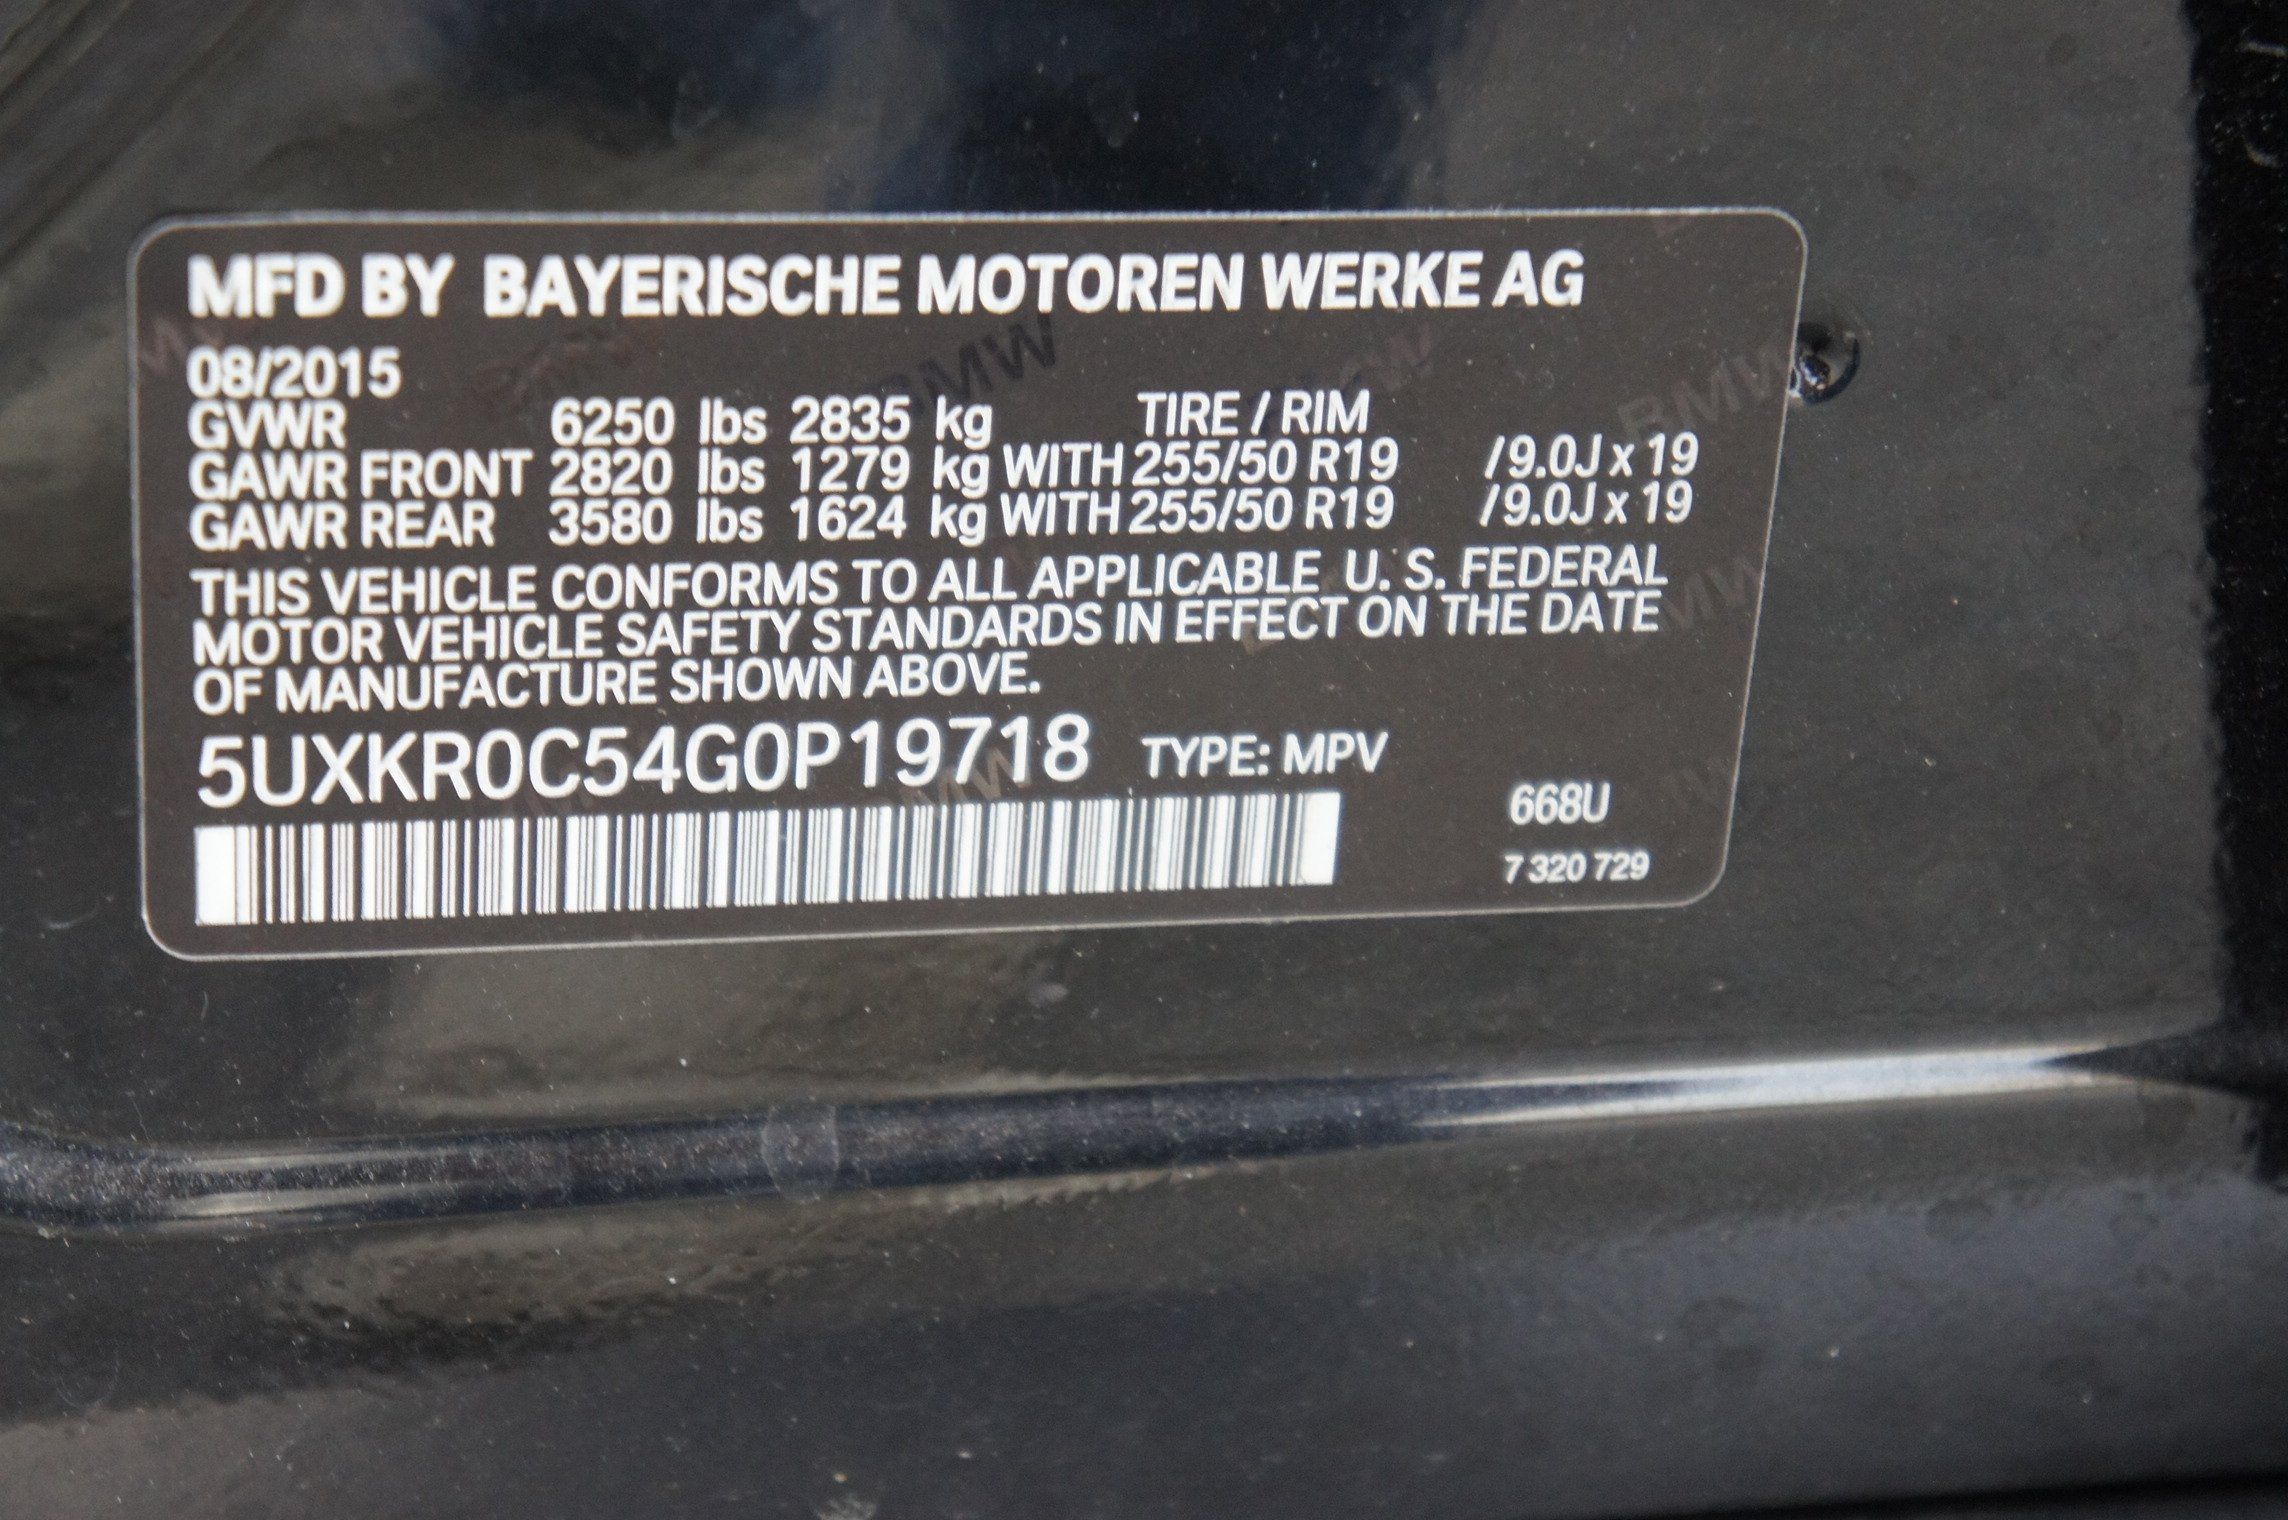 MFD BY BAYERISCHE MOTOREN WERKE AG
08/2015
GVWR 6250 lbs 2835 kg TIRE / RIM
GAWR FRONT 2820 lbs 1279 kg WITH 255/50 R19 /9.0J x 19
GAWR REAR 3580 lbs 1624 kg WITH 255/50 R19 /9.0J x 19
THIS VEHICLE CONFORMS TO ALL APPLICABLE U. S. FEDERAL
MOTOR VEHICLE SAFETY STANDARDS IN EFFECT ON THE DATE
OF MANUFACTURE SHOWN ABOVE.
5UXKR0C54G0P19718 TYPE: MPV
668U
7 320 729